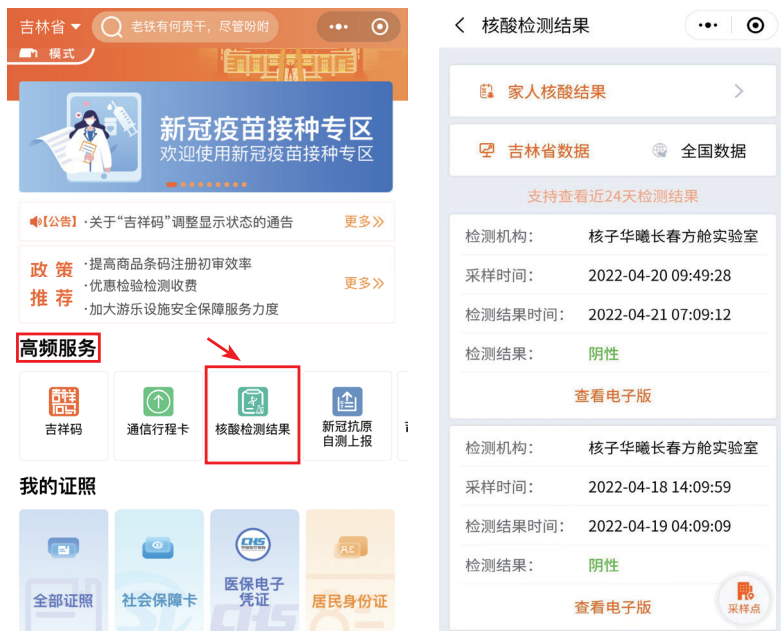 吉林省
老铁有何贵干，尽管吩咐
模式
新冠疫苗接种专区
欢迎使用新冠疫苗接种专区
【公告】·关于“吉祥码”调整显示状态的通告 更多
政策推荐
·提高商品条码注册初审效率
·优惠检验检测收费
·加大游乐设施安全保障服务力度
更多
高频服务
吉祥码
吉祥码
通信行程卡
核酸检测结果
新冠抗原
自测上报
我的证照
全部证照
社会保障卡
CHS
医保电子
凭证
居民身份证
核酸检测结果
家人核酸结果
吉林省数据 全国数据
支持查看近24天检测结果
检测机构： 核子华曦长春方舱实验室
采样时间： 2022-04-20 09:49:28
检测结果时间： 2022-04-21 07:09:12
检测结果： 阴性
查看电子版
检测机构： 核子华曦长春方舱实验室
采样时间： 2022-04-18 14:09:59
检测结果时间： 2022-04-19 04:09:09
检测结果： 阴性
查看电子版
采样点